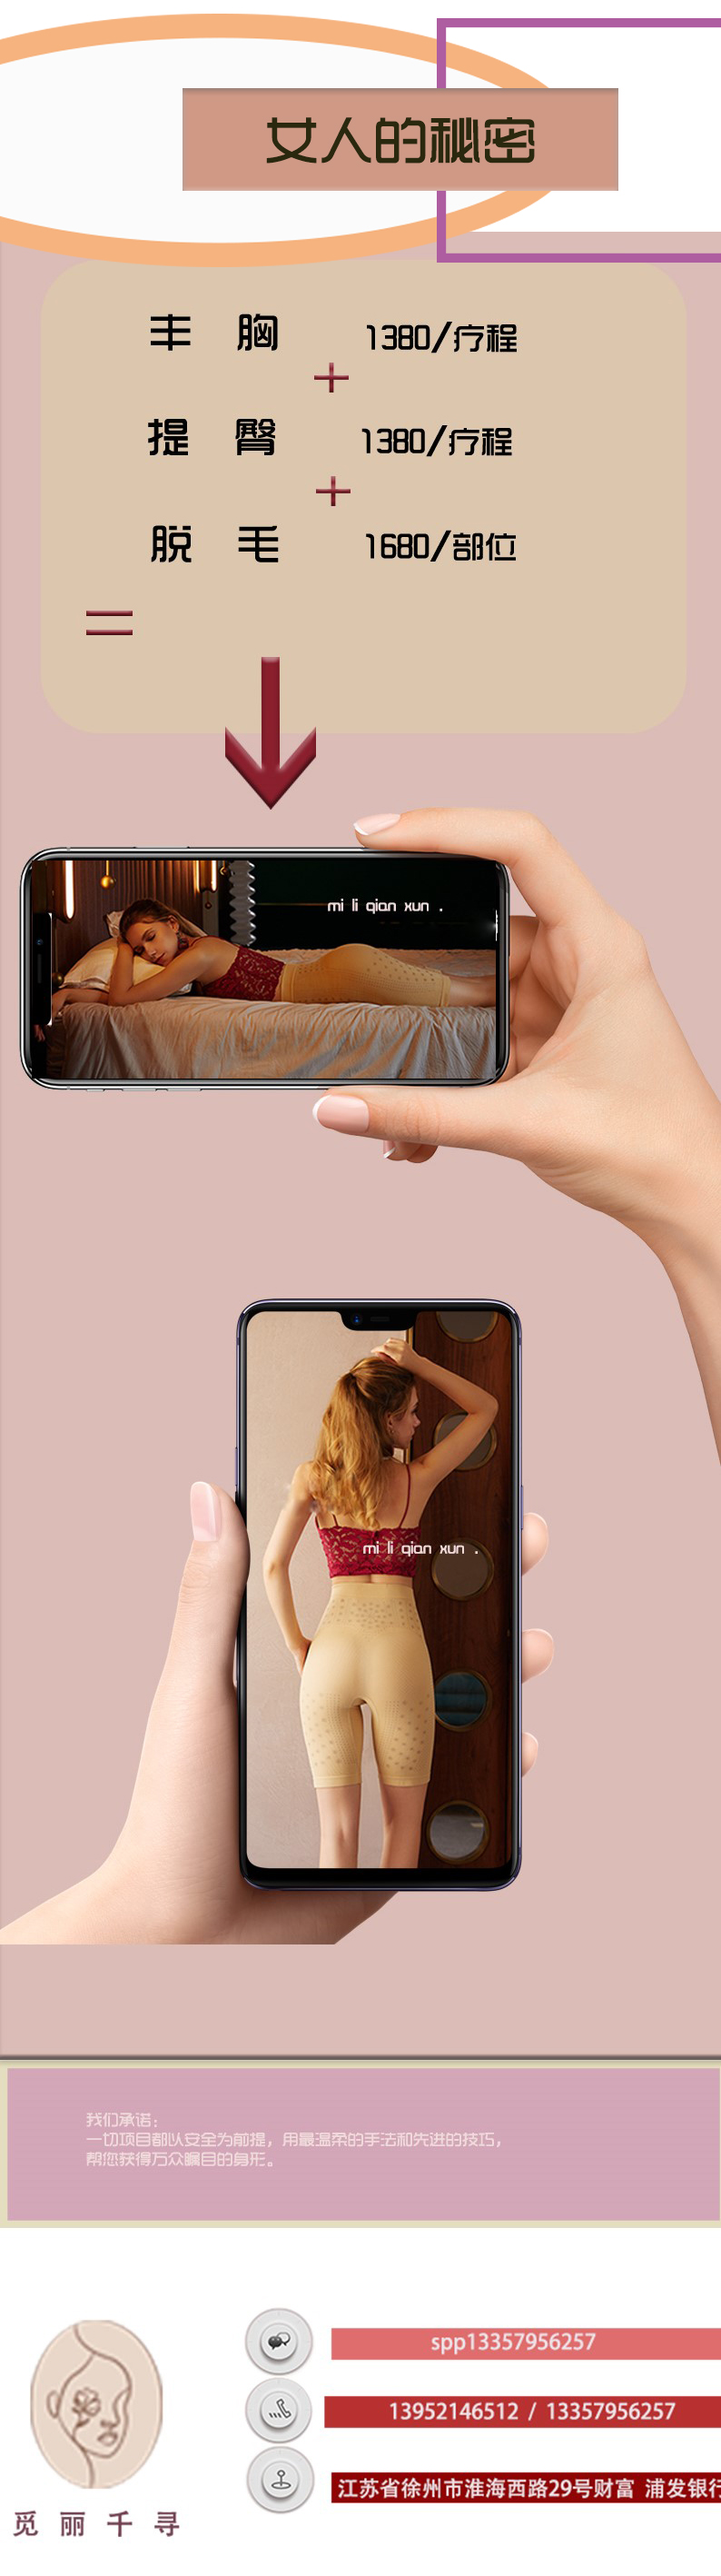 女人的秘密
丰 胸 1380/疗程
+
提 臀 1380/疗程
+
脱 毛 1680/部位
=
mi li qian xun .
mi li qian xun .
我们承诺：
一切项目都以安全为前提，用最温柔的手法和先进的技巧，
帮您获得万众瞩目的身形。
spp13357956257
13952146512 / 13357956257
江苏省徐州市淮海西路29号财富 浦发银行
觅 丽 千 寻